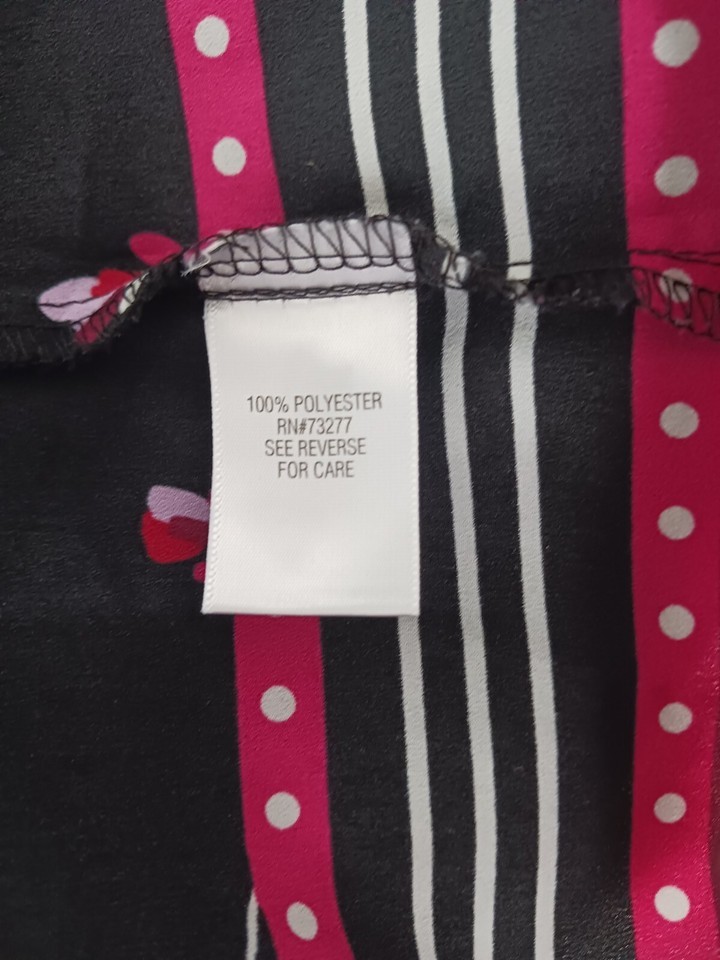 100% POLYESTER
RN#73277
SEE REVERSE
FOR CARE